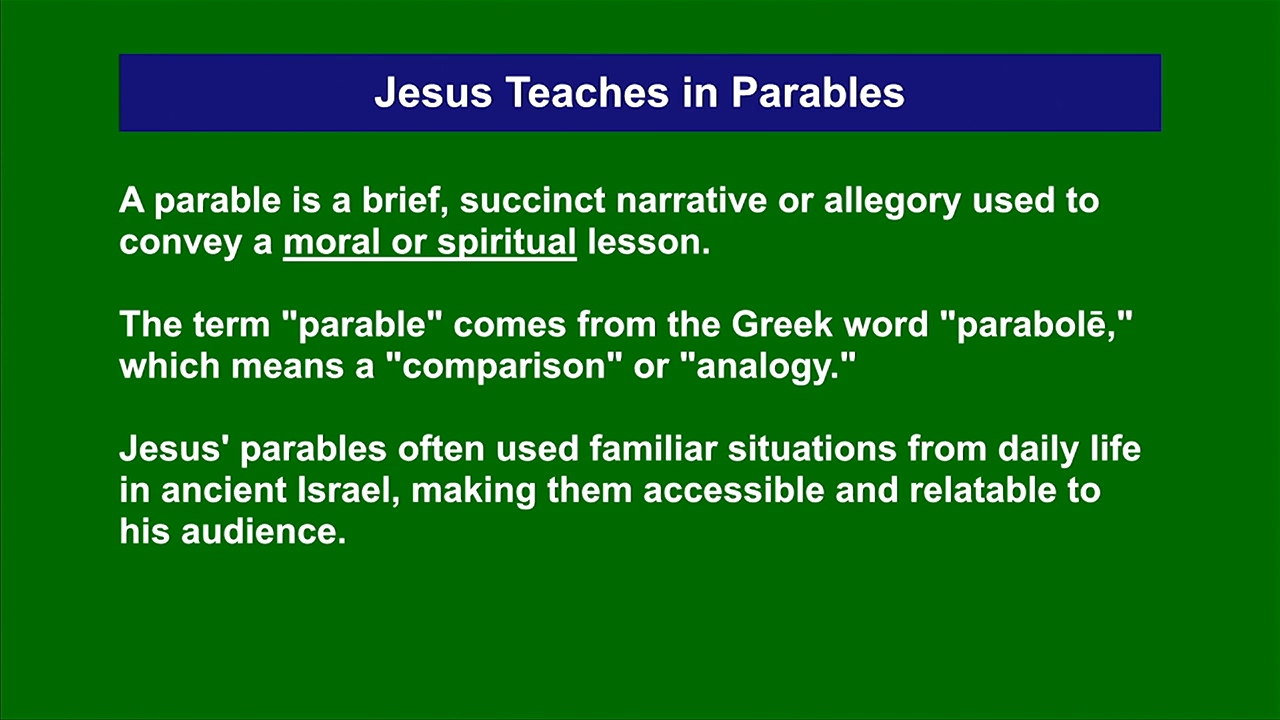 Jesus Teaches in Parables
A parable is a brief, succinct narrative or allegory used to
convey a moral or spiritual lesson.
The term "parable" comes from the Greek word "parabolē,"
which means a "comparison" or "analogy."
Jesus' parables often used familiar situations from daily life
in ancient Israel, making them accessible and relatable to
his audience.